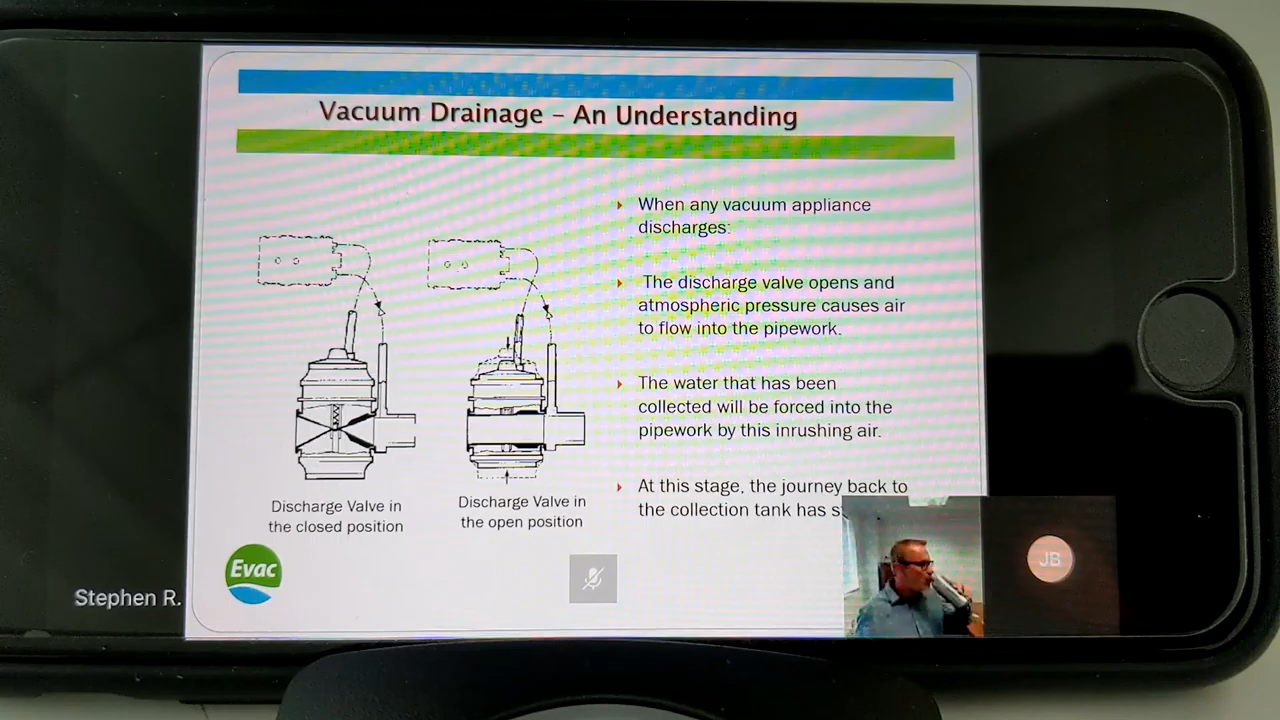 Vacuum Drainage – An Understanding
When any vacuum appliance
discharges:
The discharge valve opens and
atmospheric pressure causes air
to flow into the pipework.
The water that has been
collected will be forced into the
pipework by this inrushing air.
At this stage, the journey back to
the collection tank has
Discharge Valve in
the closed position
Discharge Valve in
the open position
Evac
Stephen R.
JB